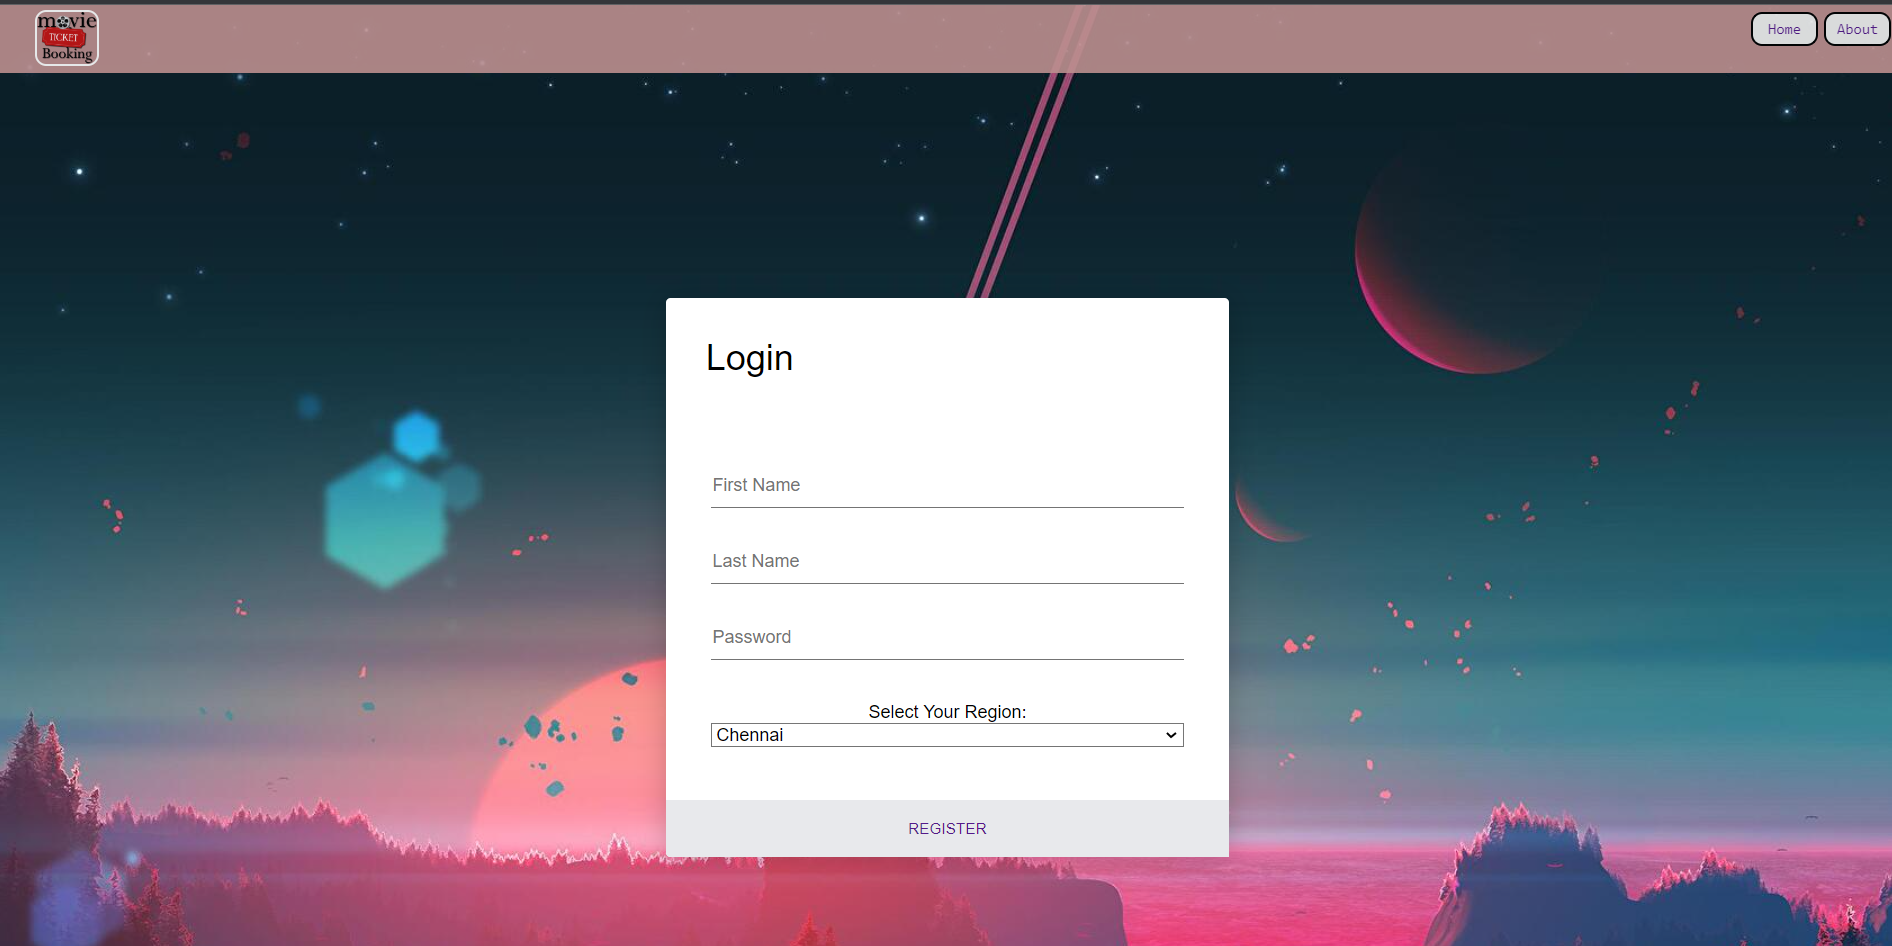 movie
TICKET
Booking
Home
About
Login
First Name
Last Name
Password
Select Your Region:
Chennai
REGISTER